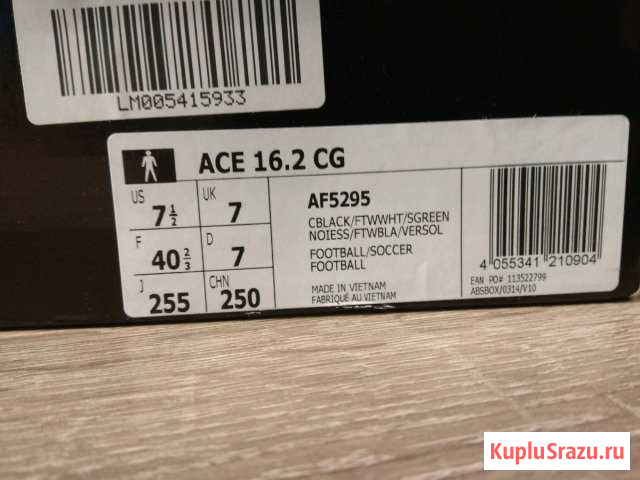 LM005415933
ACE 16.2 CG
US
7 1/2
UK
7
F
40 2/3
D
7
J
255
CHN
250
AF5295
CBLACK/FTWWHT/SGREEN
NOIESS/FTWBLA/VERSOL
FOOTBALL/SOCCER
FOOTBALL
MADE IN VIETNAM
FABRIQUÉ AU VIETNAM
4 055341 210904
EAN PO# 113522799
ABSBOX/0314/V10
KupluSrazu.ru